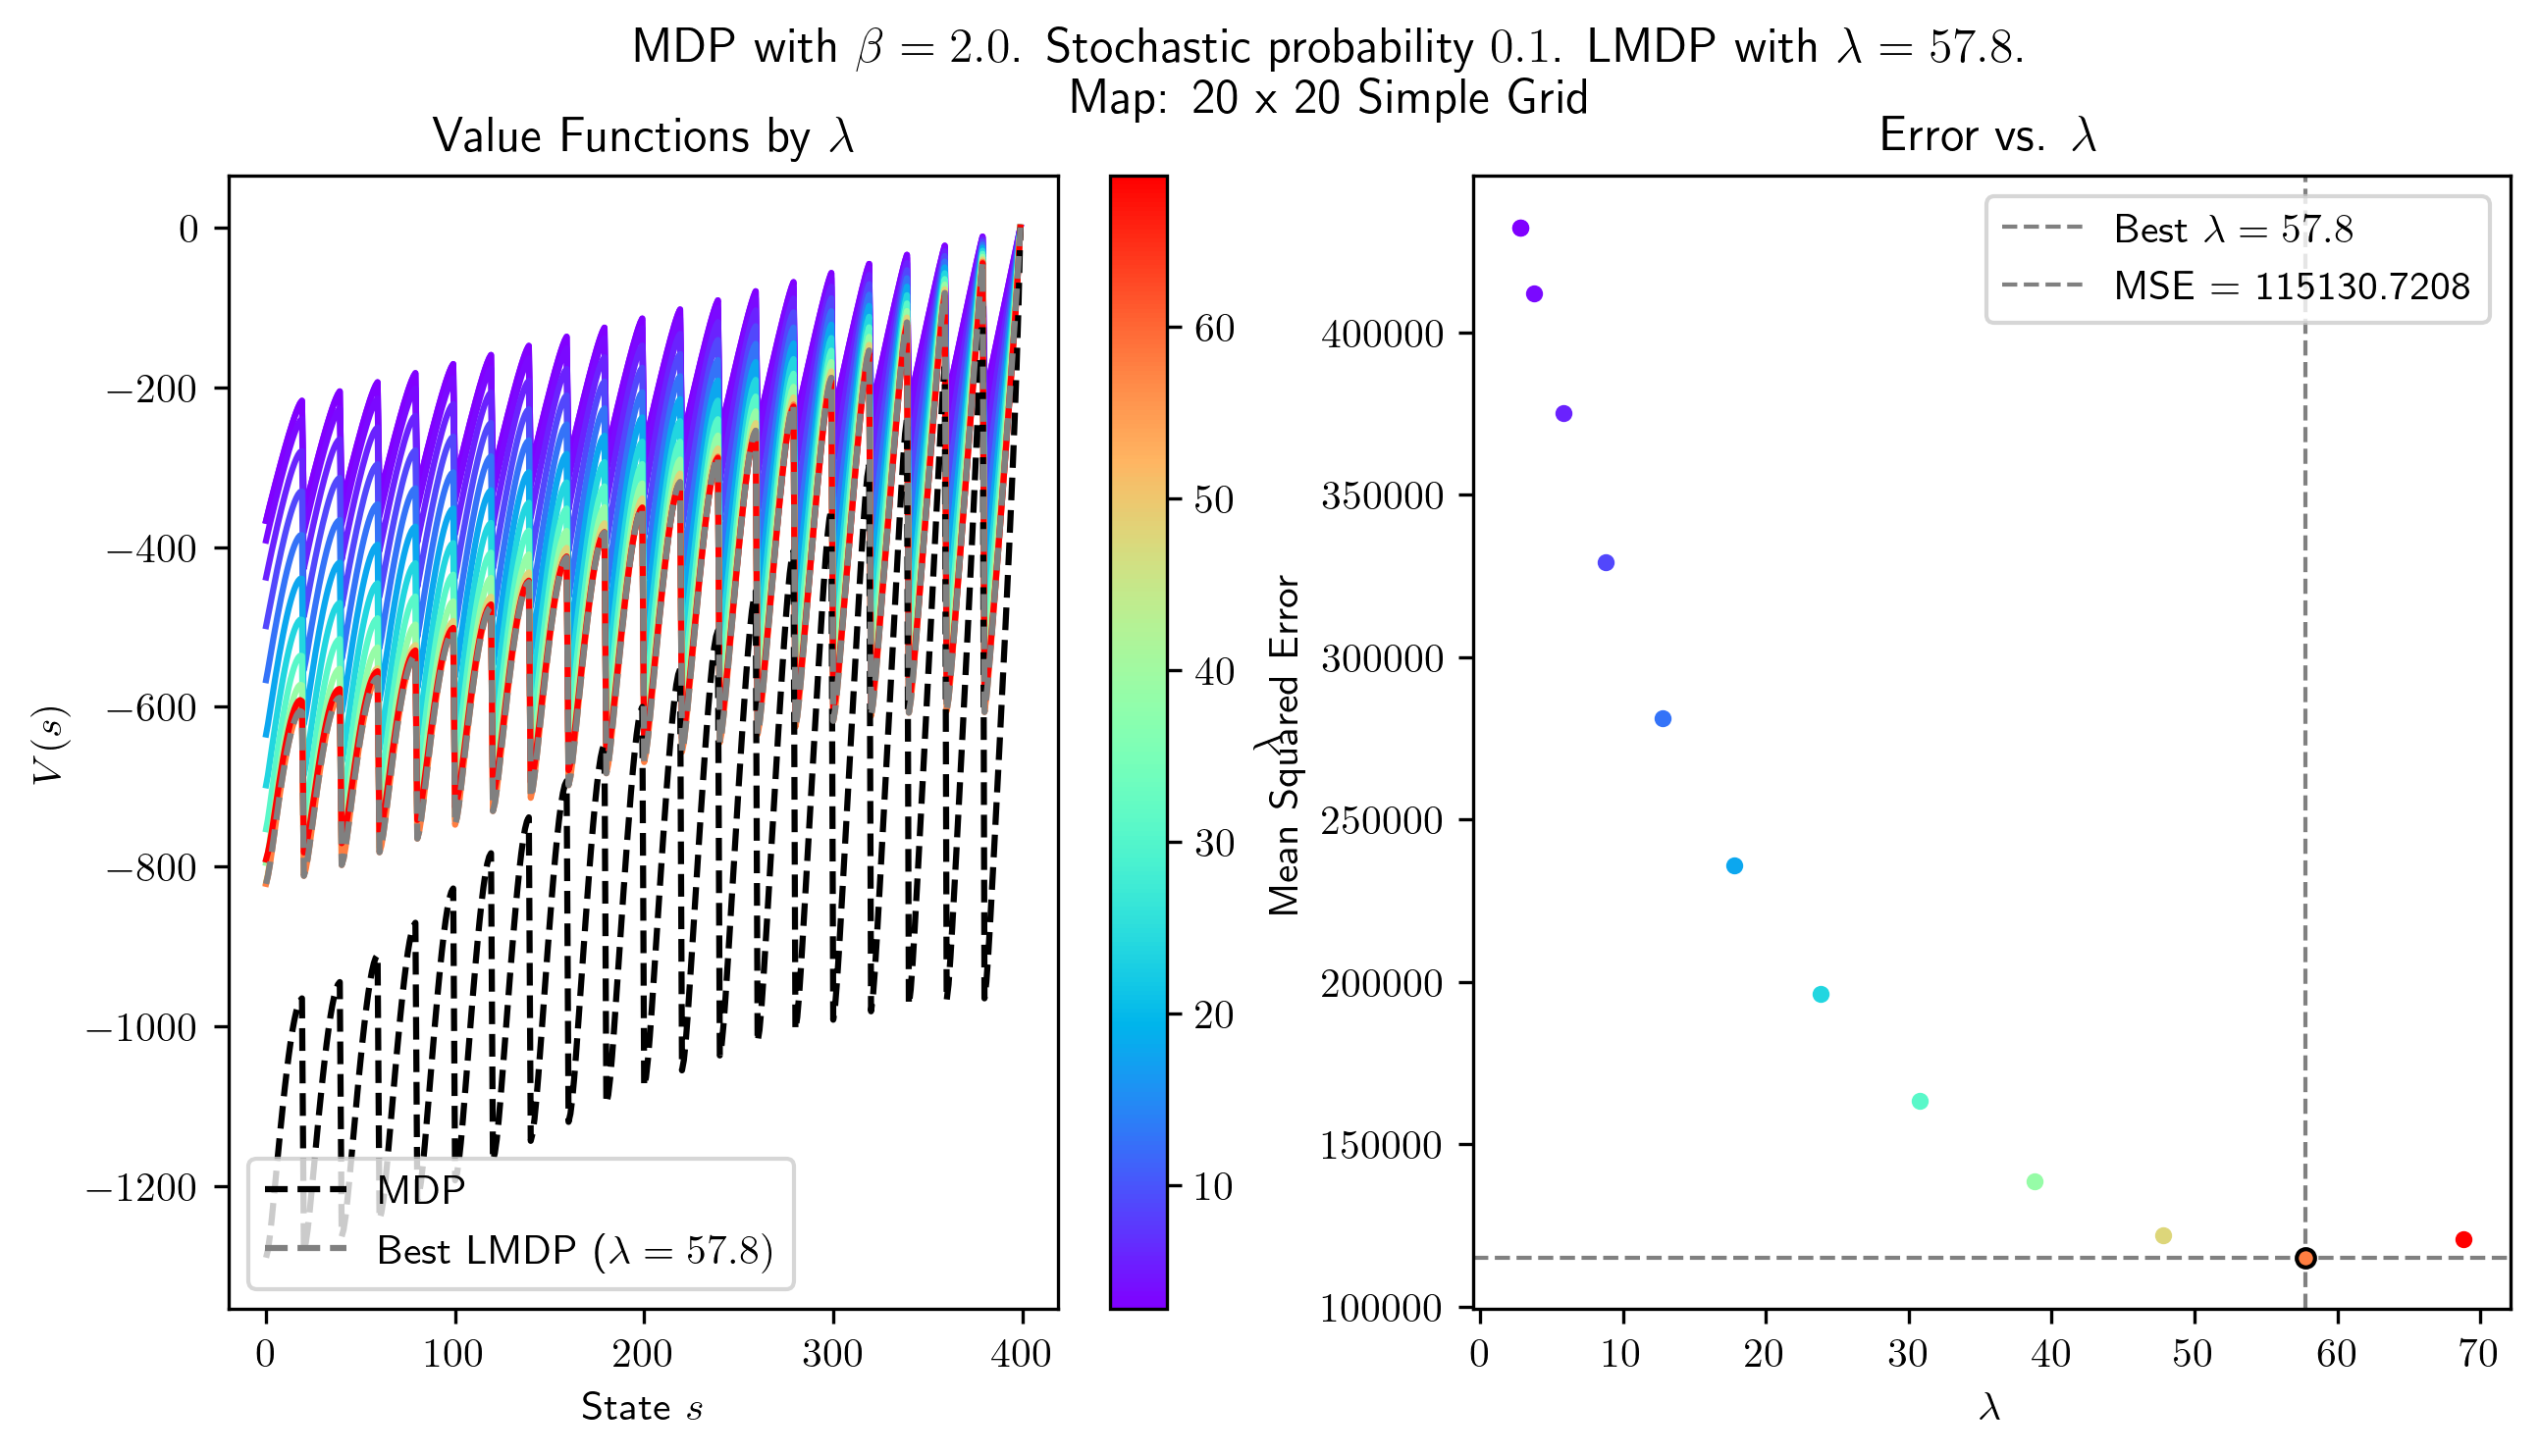 MDP with β = 2.0. Stochastic probability 0.1. LMDP with λ = 57.8.
Map: 20 x 20 Simple Grid
Value Functions by λ
V(s)
0
−200
−400
−600
−800
−1000
−1200
MDP
Best LMDP (λ = 57.8)
0
100
200
300
400
State s
60
50
40
30
20
10
λ
Error vs. λ
Mean Squared Error
400000
350000
300000
250000
200000
150000
100000
Best λ = 57.8
MSE = 115130.7208
0
10
20
30
40
50
60
70
λ